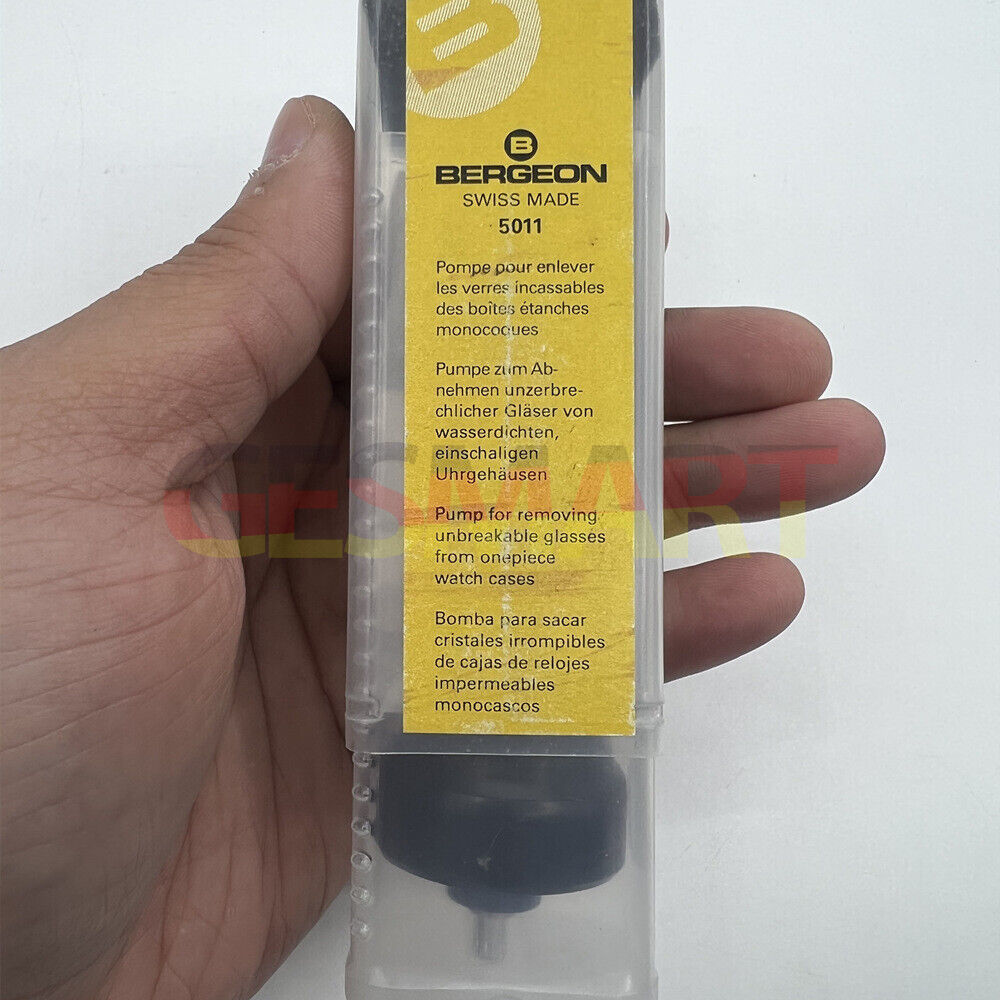 B
BERGEON
SWISS MADE
5011
Pompe pour enlever
les verres incassables
des boîtes étanches
monocoques
Pumpe zum Ab-
nehmen unzerbre-
chlicher Gläser von
wasserdichten,
einschaligen
Uhrgehäusen
GESMART
Pump for removing
unbreakable glasses
from onepiece
watch cases
Bomba para sacar
cristales irrompibles
de cajas de relojes
impermeables
monocascos